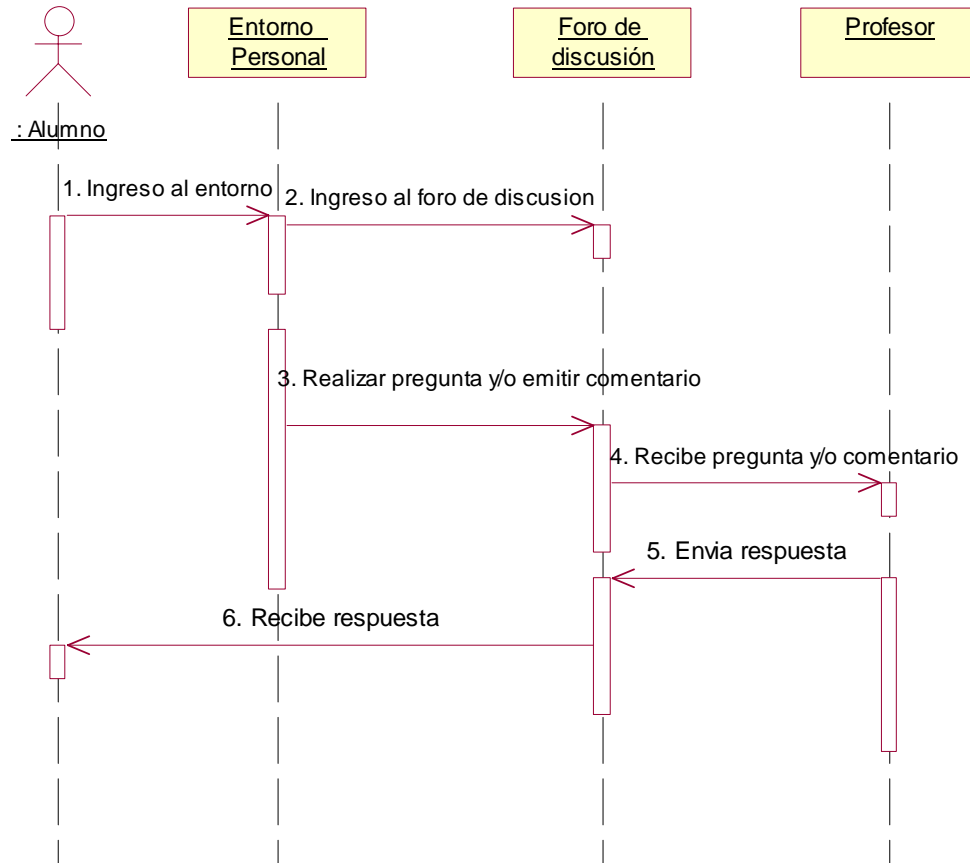 Entorno
Personal
Foro de
discusión
Profesor
: Alumno
1. Ingreso al entorno
2. Ingreso al foro de discusion
3. Realizar pregunta y/o emitir comentario
4. Recibe pregunta y/o comentario
5. Envia respuesta
6. Recibe respuesta